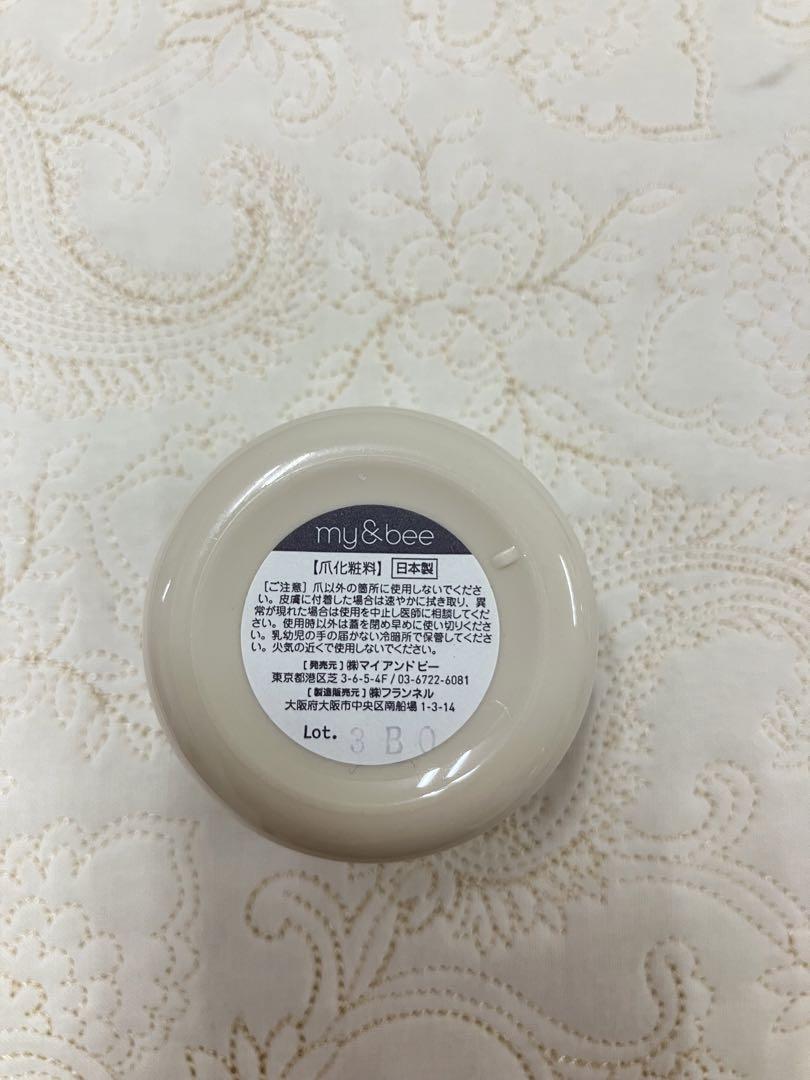 my&bee
【爪化粧料】 日本製
［ご注意］爪以外の箇所に使用しないでくださ
い。皮膚に付着した場合は速やかに拭き取り、異
常が現れた場合は使用を中止し医師に相談してくだ
さい。使用時以外は蓋を閉め早めに使い切りくださ
い。乳幼児の手の届かない冷暗所で保管してくださ
い。火気の近くで使用しないでください。
［発売元］㈱マイアンドビー
東京都港区芝 3-6-5-4F / 03-6722-6081
［製造販売元］㈱フランネル
大阪府大阪市中央区南船場 1-3-14
Lot. 3 B 0